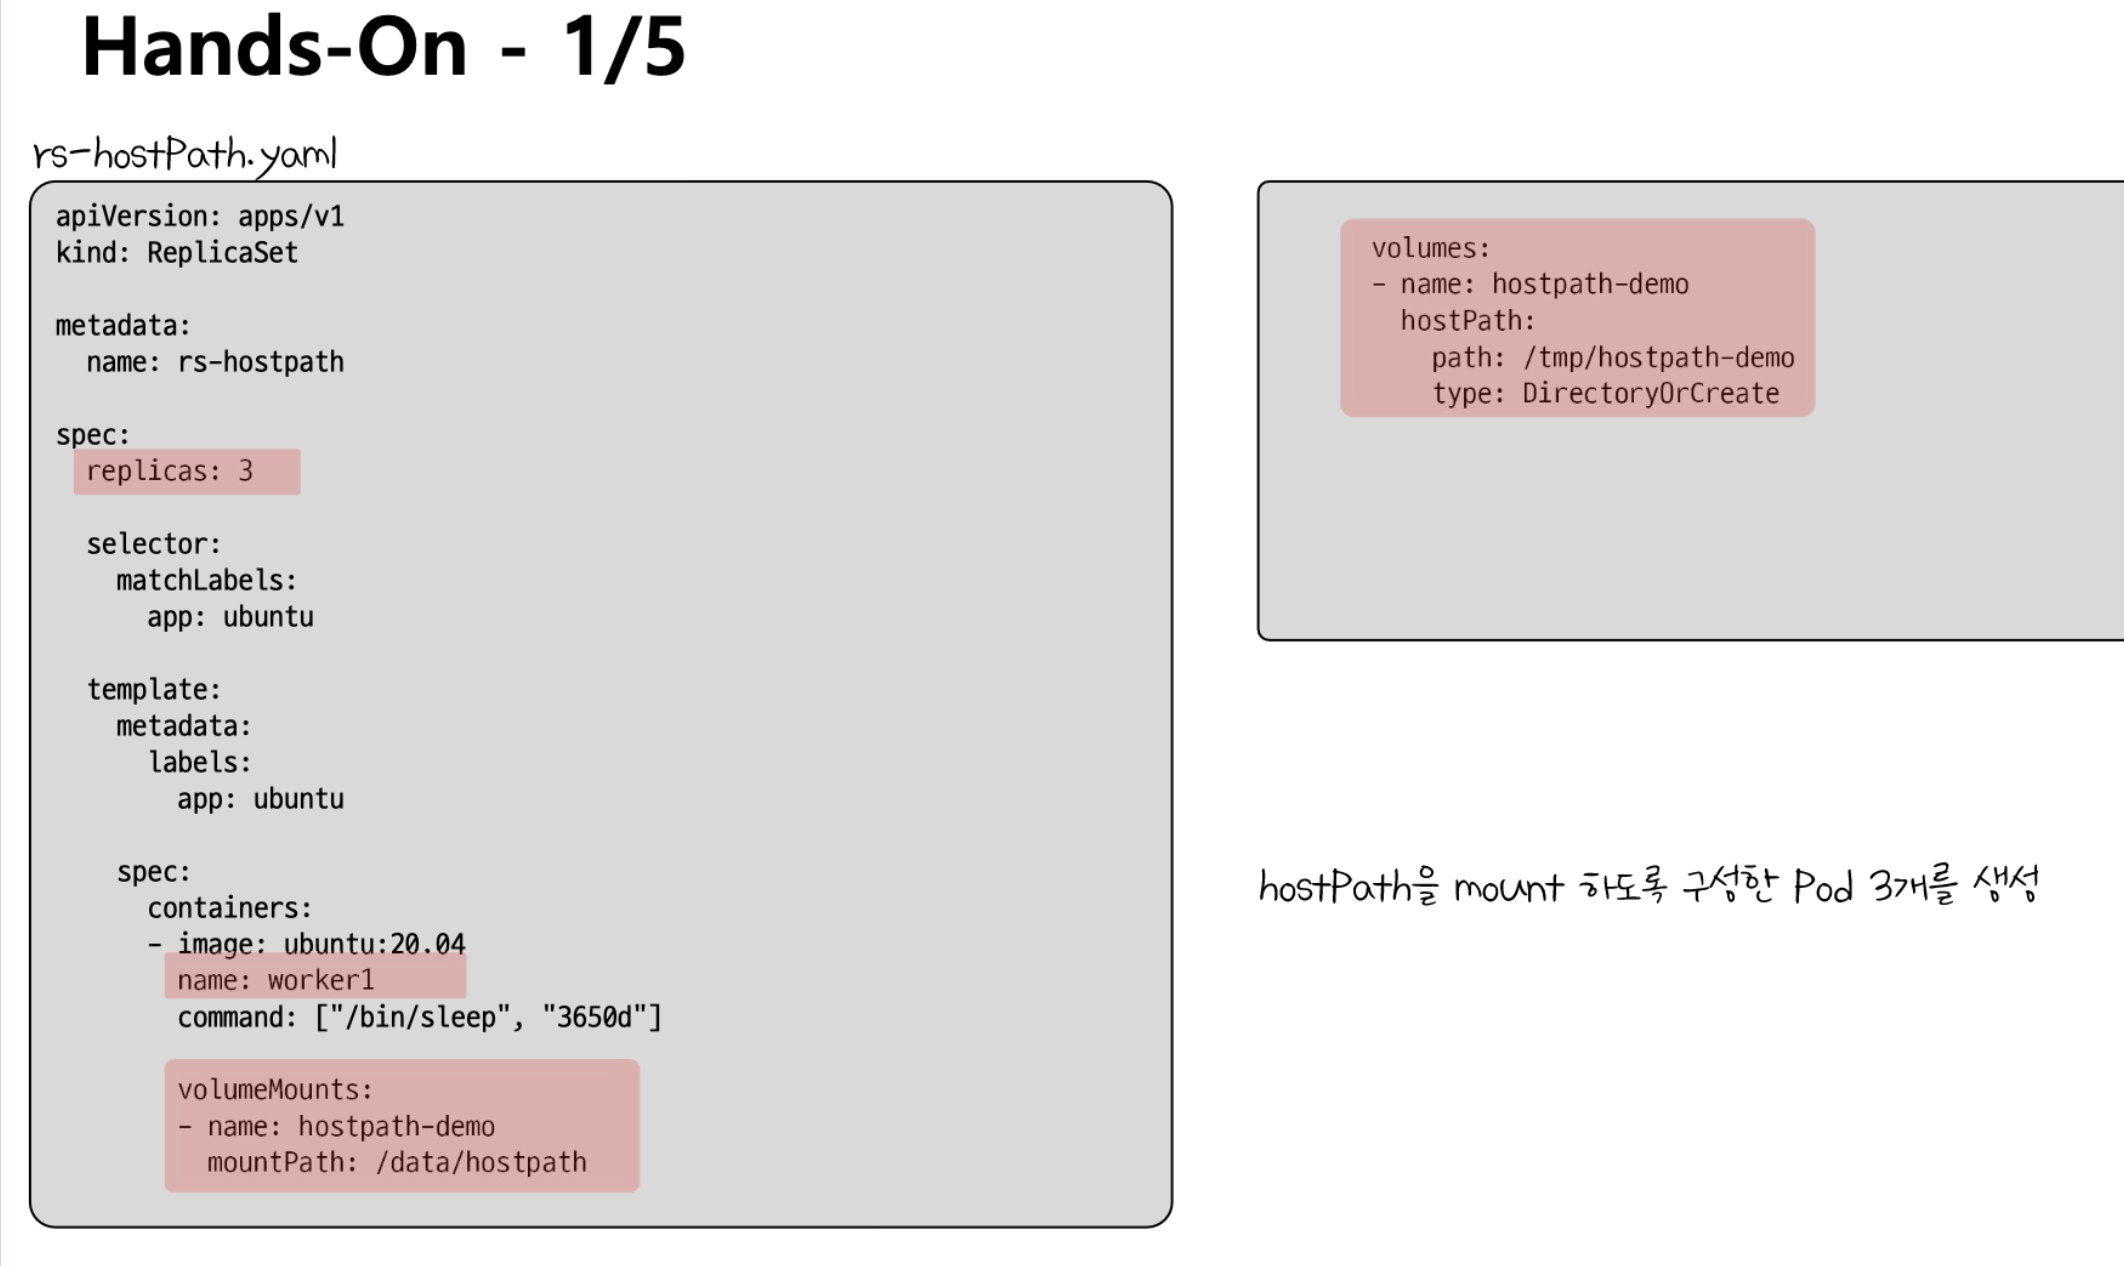 Hands-On - 1/5
rs-hostPath.yaml
apiVersion: apps/v1
kind: ReplicaSet
metadata:
  name: rs-hostpath
spec:
  replicas: 3
  selector:
    matchLabels:
      app: ubuntu
  template:
    metadata:
      labels:
        app: ubuntu
    spec:
      containers:
      - image: ubuntu:20.04
        name: worker1
        command: ["/bin/sleep", "3650d"]
        volumeMounts:
        - name: hostpath-demo
          mountPath: /data/hostpath
      volumes:
      - name: hostpath-demo
        hostPath:
          path: /tmp/hostpath-demo
          type: DirectoryOrCreate
hostPath을 mount 하도록 구성한 Pod 3개를 생성